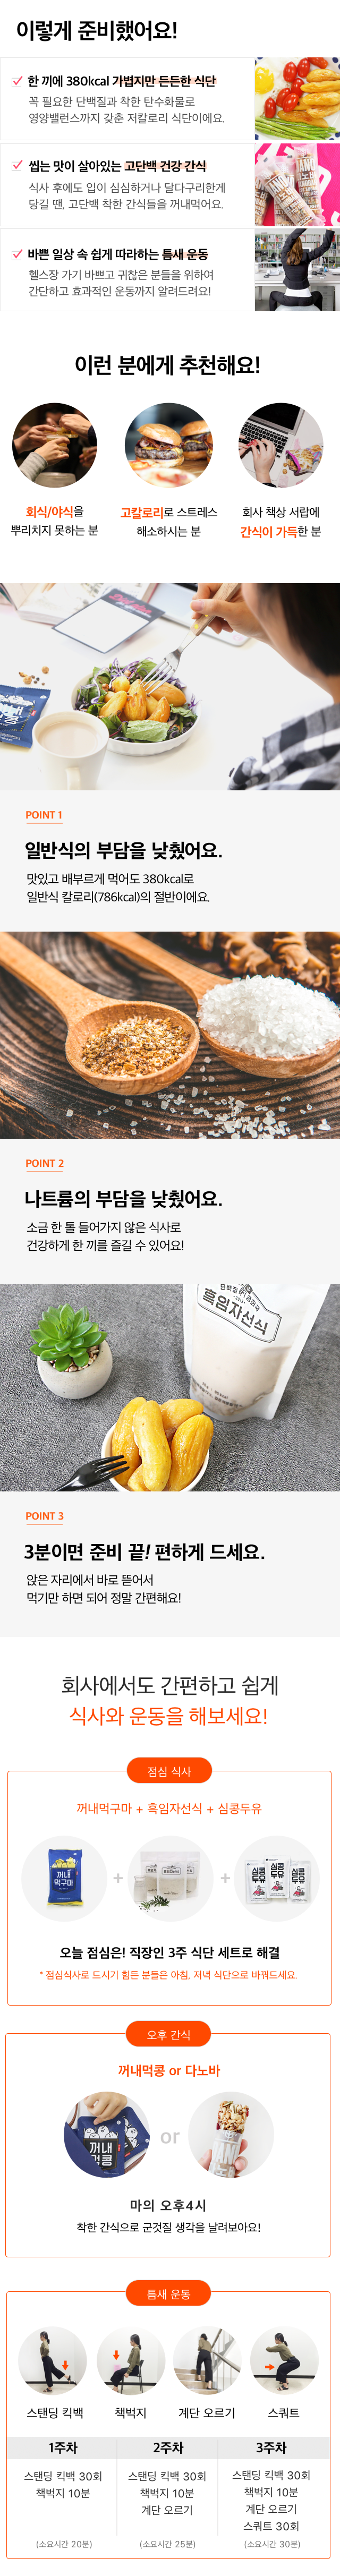 이렇게 준비했어요!
한 끼에 380kcal 가볍지만 든든한 식단
꼭 필요한 단백질과 착한 탄수화물로
영양밸런스까지 갖춘 저칼로리 식단이에요.
씹는 맛이 살아있는 고단백 건강 간식
식사 후에도 입이 심심하거나 달다구리한게
당길 땐, 고단백 착한 간식들을 꺼내먹어요.
바쁜 일상 속 쉽게 따라하는 틈새 운동
헬스장 가기 바쁘고 귀찮은 분들을 위하여
간단하고 효과적인 운동까지 알려드려요!
이런 분에게 추천해요!
회식/야식을
뿌리치지 못하는 분
고칼로리로 스트레스
해소하시는 분
회사 책상 서랍에
간식이 가득한 분
POINT 1
일반식의 부담을 낮췄어요.
맛있고 배부르게 먹어도 380kcal로
일반식 칼로리(786kcal)의 절반이에요.
POINT 2
나트륨의 부담을 낮췄어요.
소금 한 톨 들어가지 않은 식사로
건강하게 한 끼를 즐길 수 있어요!
흑임자선식
POINT 3
3분이면 준비 끝! 편하게 드세요.
앉은 자리에서 바로 뜯어서
먹기만 하면 되어 정말 간편해요!
회사에서도 간편하고 쉽게
식사와 운동을 해보세요!
점심 식사
꺼내먹구마 + 흑임자선식 + 심콩두유
꺼내
먹구마
+
+
심콩
두유
심콩
두유
오늘 점심은! 직장인 3주 식단 세트로 해결
* 점심식사로 드시기 힘든 분들은 아침, 저녁 식단으로 바꿔드세요.
오후 간식
꺼내먹콩 or 다노바
꺼내
먹콩
or
마의 오후4시
착한 간식으로 군것질 생각을 날려보아요!
틈새 운동
스탠딩 킥백
책벅지
계단 오르기
스쿼트
1주차
2주차
3주차
스탠딩 킥백 30회
책벅지 10분
(소요시간 20분)
스탠딩 킥백 30회
책벅지 10분
계단 오르기
(소요시간 25분)
스탠딩 킥백 30회
책벅지 10분
계단 오르기
스쿼트 30회
(소요시간 30분)